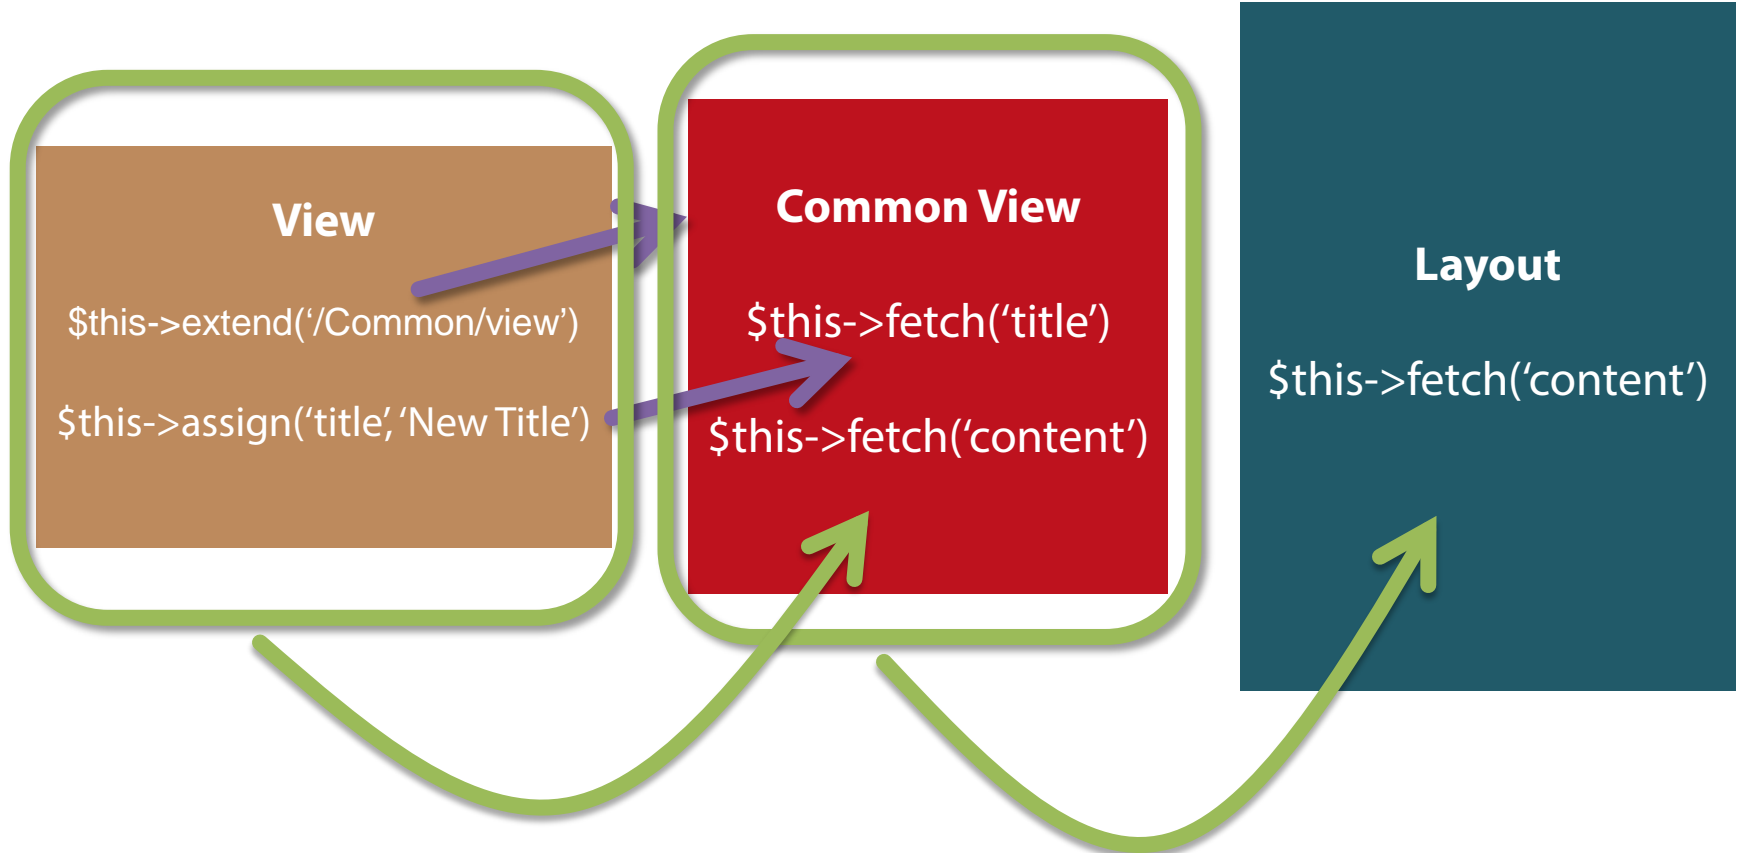 View
$this->extend(‘/Common/view’)
$this->assign(‘title’, ‘New Title’)
Common View
$this->fetch(‘title’)
$this->fetch(‘content’)
Layout
$this->fetch(‘content’)